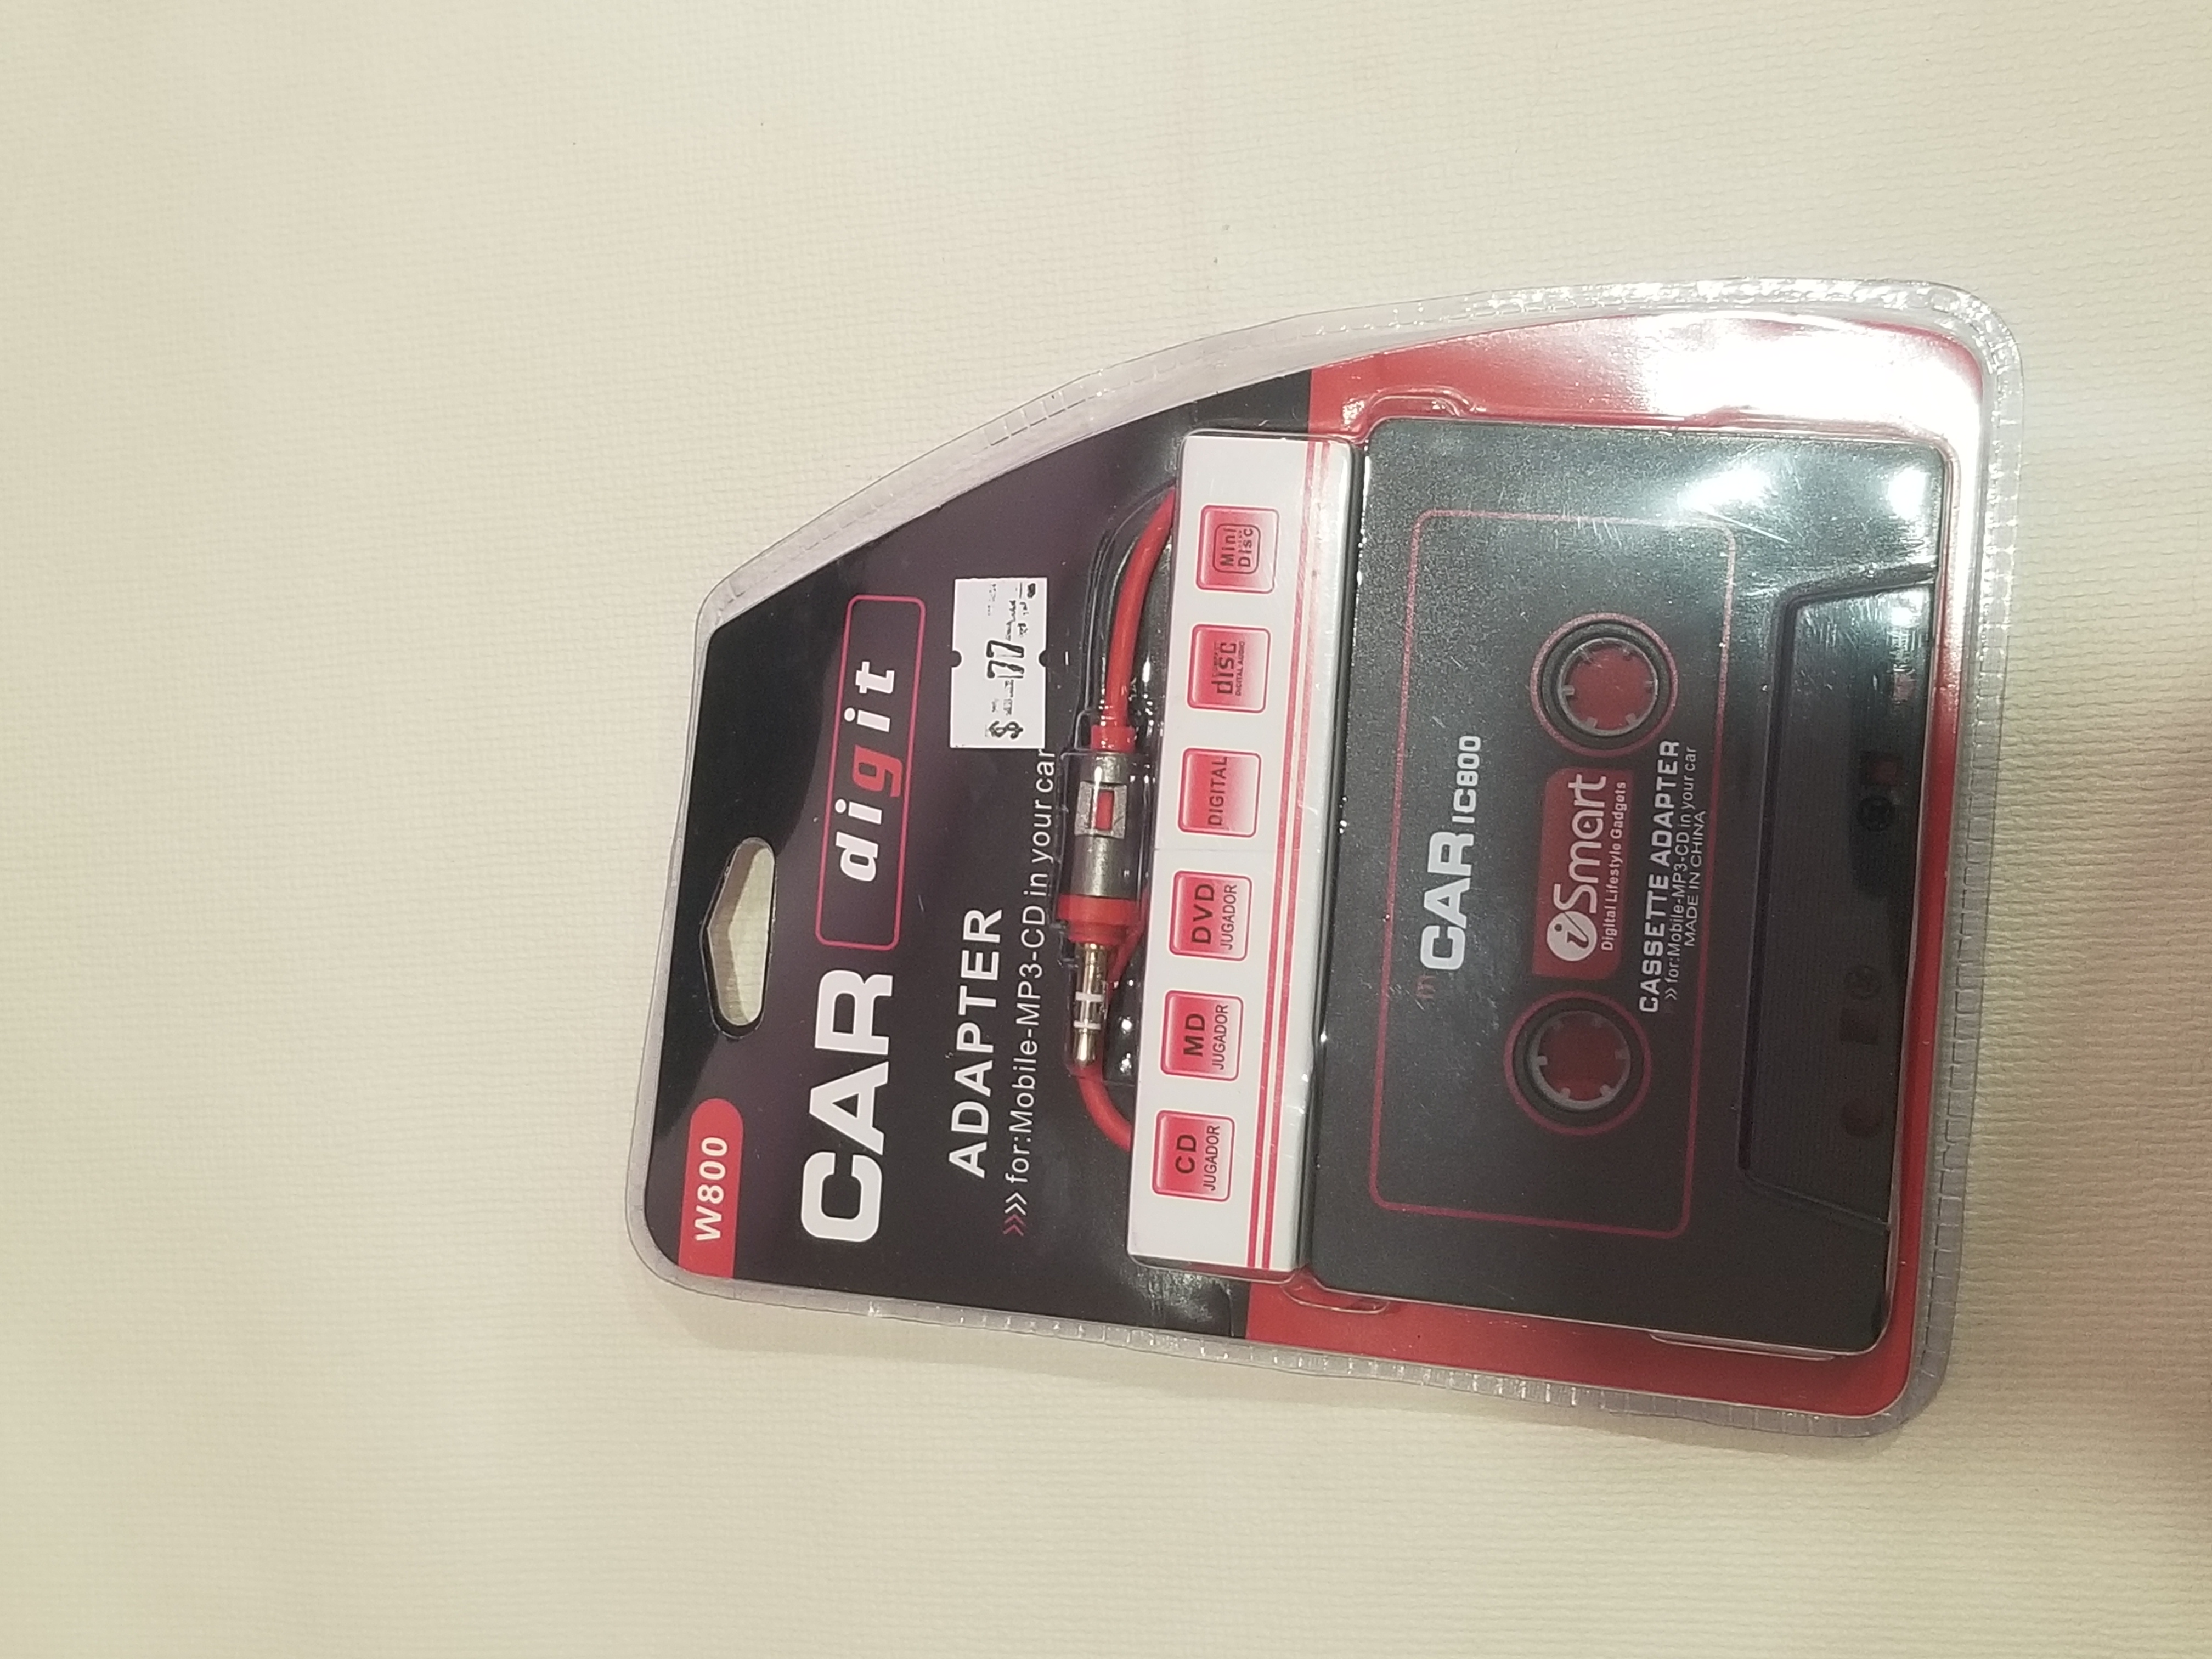 W800
CAR digit
ADAPTER
>>>> for:Mobile-MP3-CD in your car
$ 77
CD JUGADOR
MD JUGADOR
DVD JUGADOR
DIGITAL
disc DIGITAL AUDIO
Mini Disc
CAR IC800
iSmart
Digital Lifestyle Gadgets
CASSETTE ADAPTER
>> for:Mobile-MP3-CD in your car
MADE IN CHINA